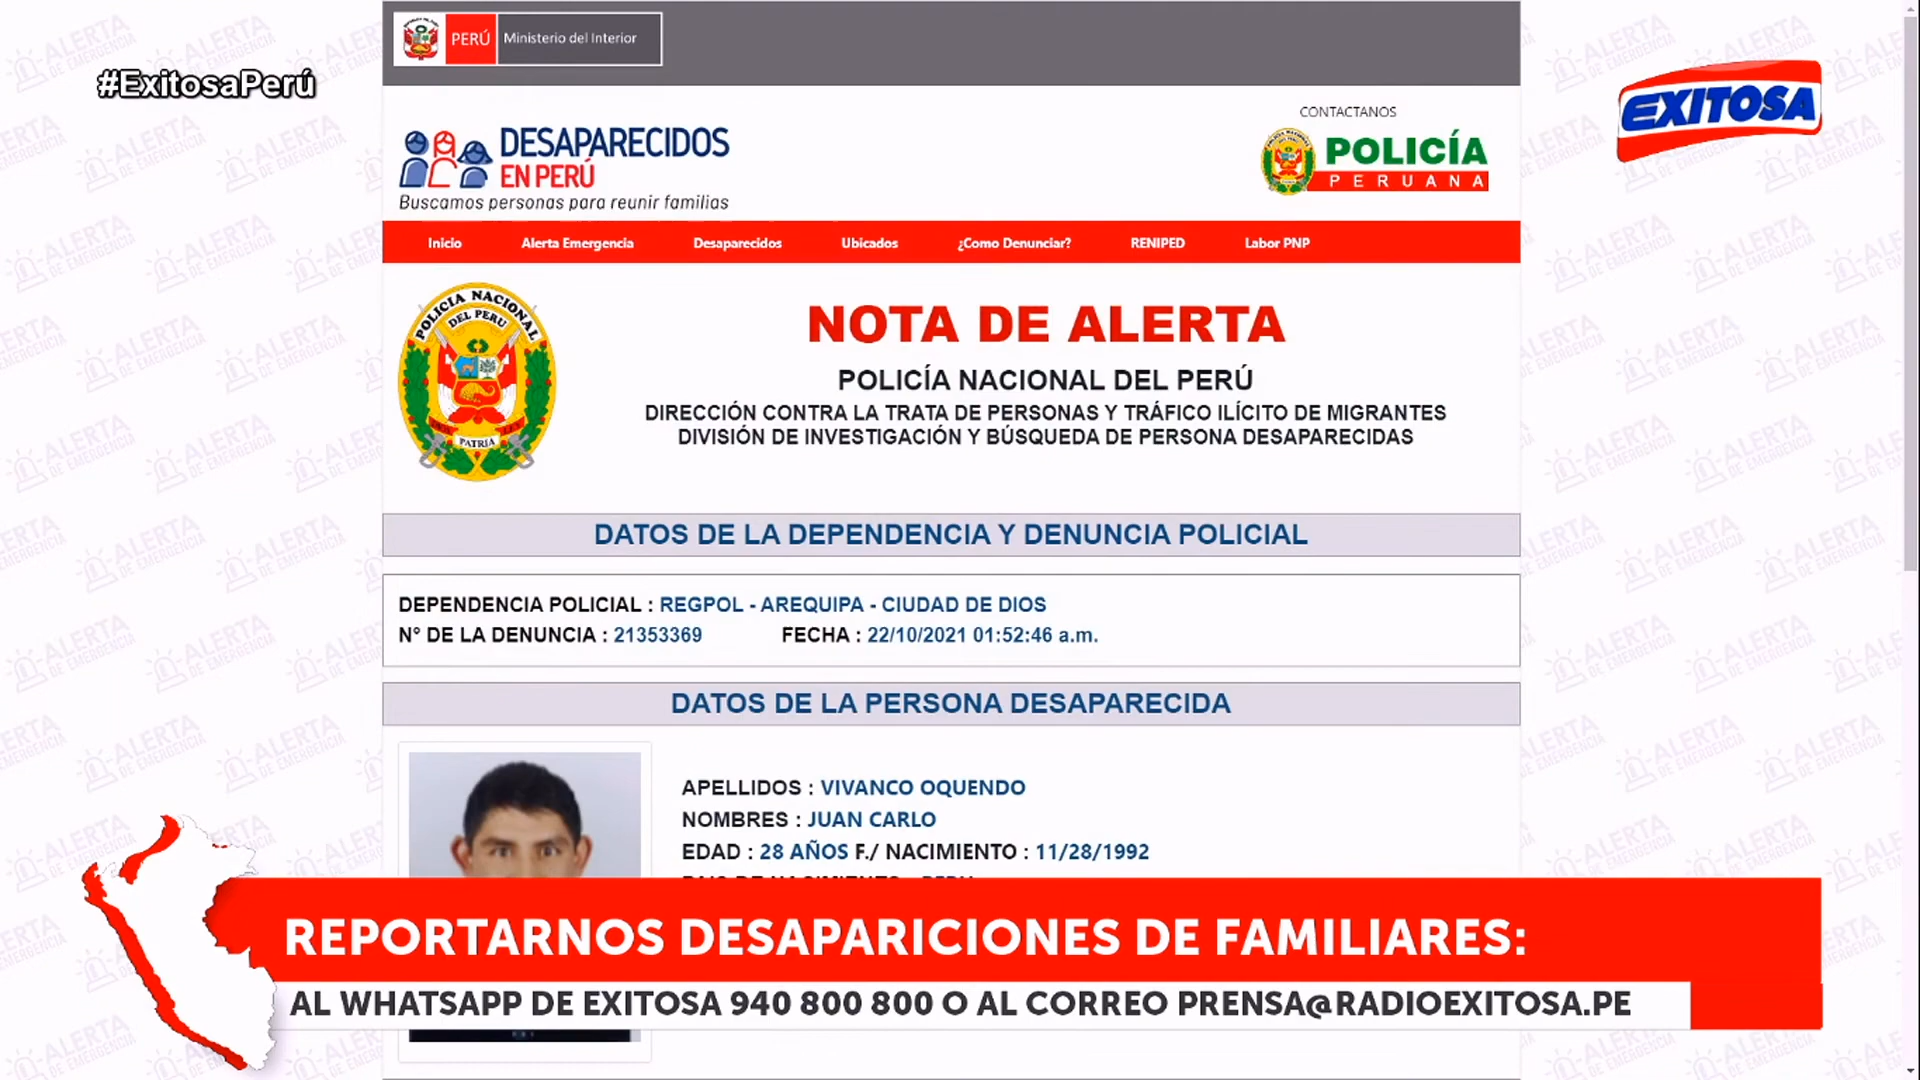 PERÚ Ministerio del Interior
#ExitosaPerú
EXITOSA
CONTACTANOS
DESAPARECIDOS
EN PERÚ
Buscamos personas para reunir familias
POLICÍA
PERUANA
Inicio Alerta Emergencia Desaparecidos Ubicados ¿Como Denunciar? RENIPED Labor PNP
POLICIA NACIONAL
DEL PERU
PATRIA
NOTA DE ALERTA
POLICÍA NACIONAL DEL PERÚ
DIRECCIÓN CONTRA LA TRATA DE PERSONAS Y TRÁFICO ILÍCITO DE MIGRANTES
DIVISIÓN DE INVESTIGACIÓN Y BÚSQUEDA DE PERSONA DESAPARECIDAS
DATOS DE LA DEPENDENCIA Y DENUNCIA POLICIAL
DEPENDENCIA POLICIAL : REGPOL - AREQUIPA - CIUDAD DE DIOS
N° DE LA DENUNCIA : 21353369 FECHA : 22/10/2021 01:52:46 a.m.
DATOS DE LA PERSONA DESAPARECIDA
APELLIDOS : VIVANCO OQUENDO
NOMBRES : JUAN CARLO
EDAD : 28 AÑOS F./ NACIMIENTO : 11/28/1992
REPORTARNOS DESAPARICIONES DE FAMILIARES:
AL WHATSAPP DE EXITOSA 940 800 800 O AL CORREO PRENSA@RADIOEXITOSA.PE
ALERTA
DE EMERGENCIA